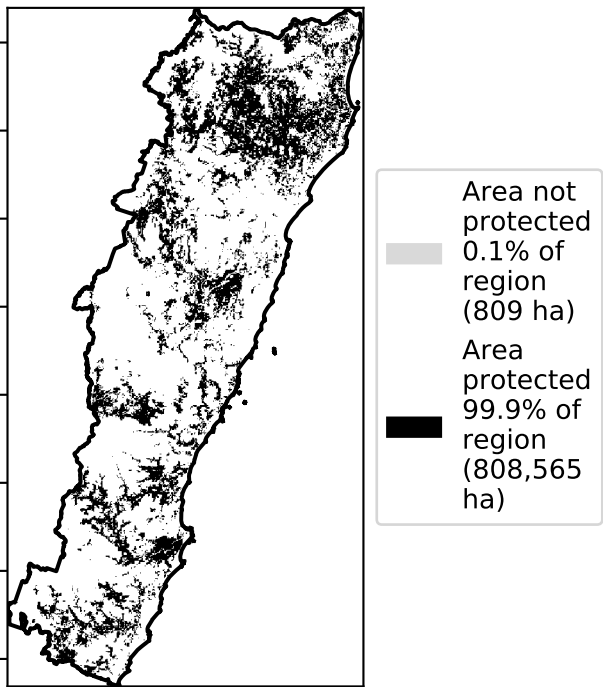 Area not
protected
0.1% of
region
(809 ha)
Area
protected
99.9% of
region
(808,565
ha)